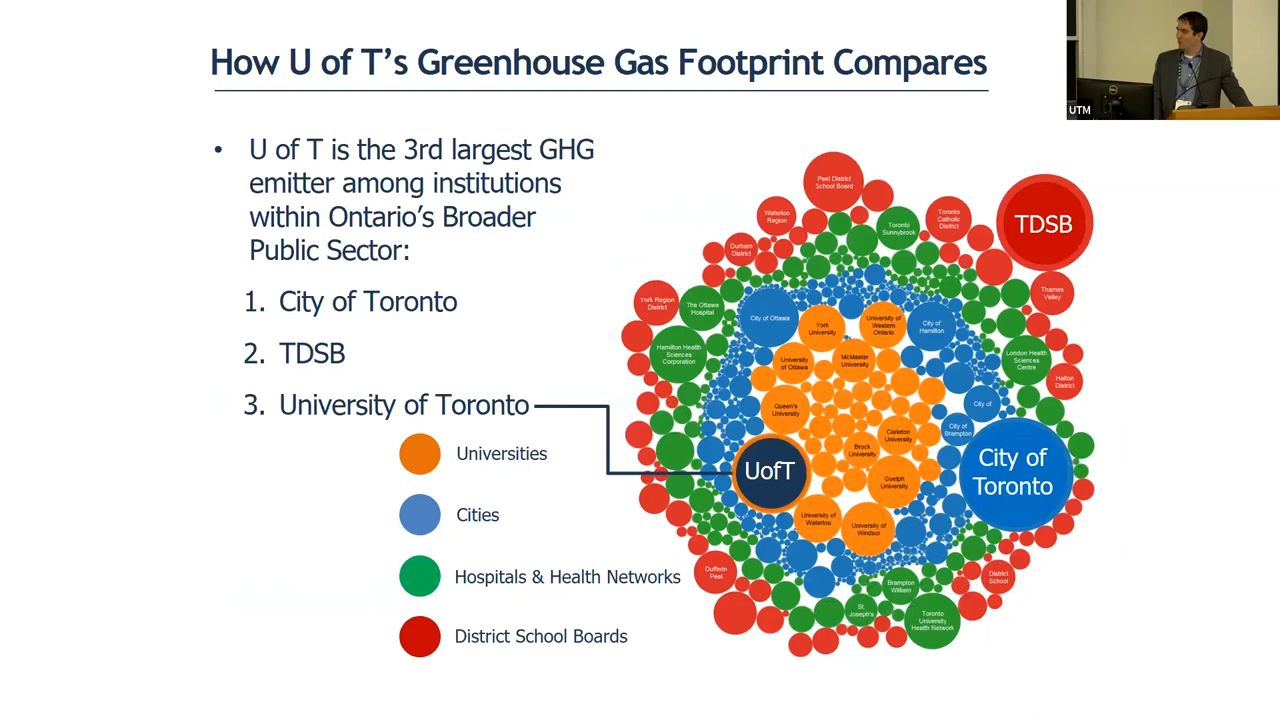 How U of T's Greenhouse Gas Footprint Compares
UTM
• U of T is the 3rd largest GHG
emitter among institutions
within Ontario's Broader
Public Sector:
1. City of Toronto
2. TDSB
3. University of Toronto
Universities
Cities
Hospitals & Health Networks
District School Boards
Peel District
School Board
Waterloo
Region
Toronto
Sunnybrook
Toronto
Catholic
District
TDSB
Durham
District
York Region
District
The Ottawa
Hospital
City of Ottawa
York
University
University of
Western
Ontario
City of
Hamilton
Thames
Valley
Hamilton Health
Sciences
Corporation
University
of Ottawa
McMaster
University
London Health
Sciences
Centre
Halton
District
Queen's
University
City of
City of
Brampton
Carleton
University
Brock
University
UofT
Guelph
University
City of
Toronto
University of
Waterloo
University of
Windsor
Dufferin
Peel
Brampton
William
District
School
St.
Joseph's
Toronto
University
Health Network